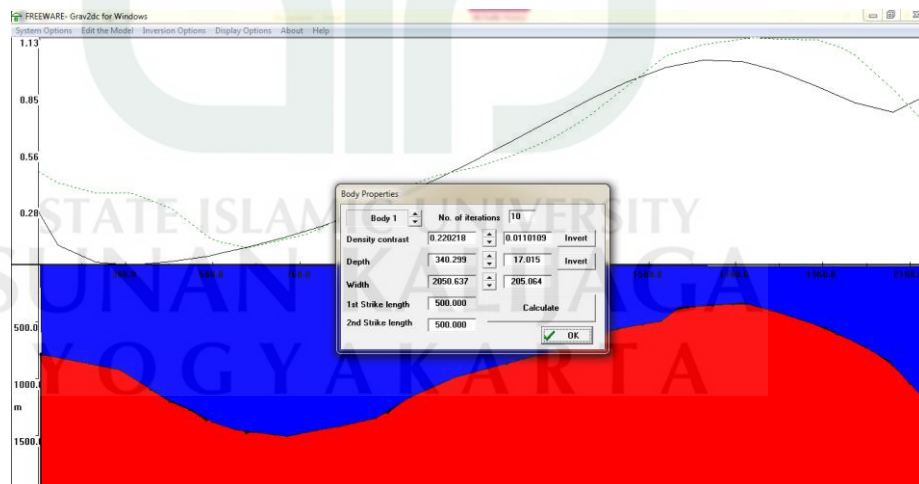 FREEWARE- Grav2dc for Windows
System Options Edit the Model Inversion Options Display Options About Help
1.13
0.85
0.56
0.28
Body Properties
Body 1 No. of iterations 10
Density contrast 0.220218 0.0110109 Invert
Depth 340.299 17.015 Invert
Width 2050.637 205.064
1st Strike length 500.000 Calculate
2nd Strike length 500.000
OK
500.0
1000.0
m
1500.0
STATE ISLAMIC UNIVERSITY
SUNAN KALIJAGA
YOGYAKARTA